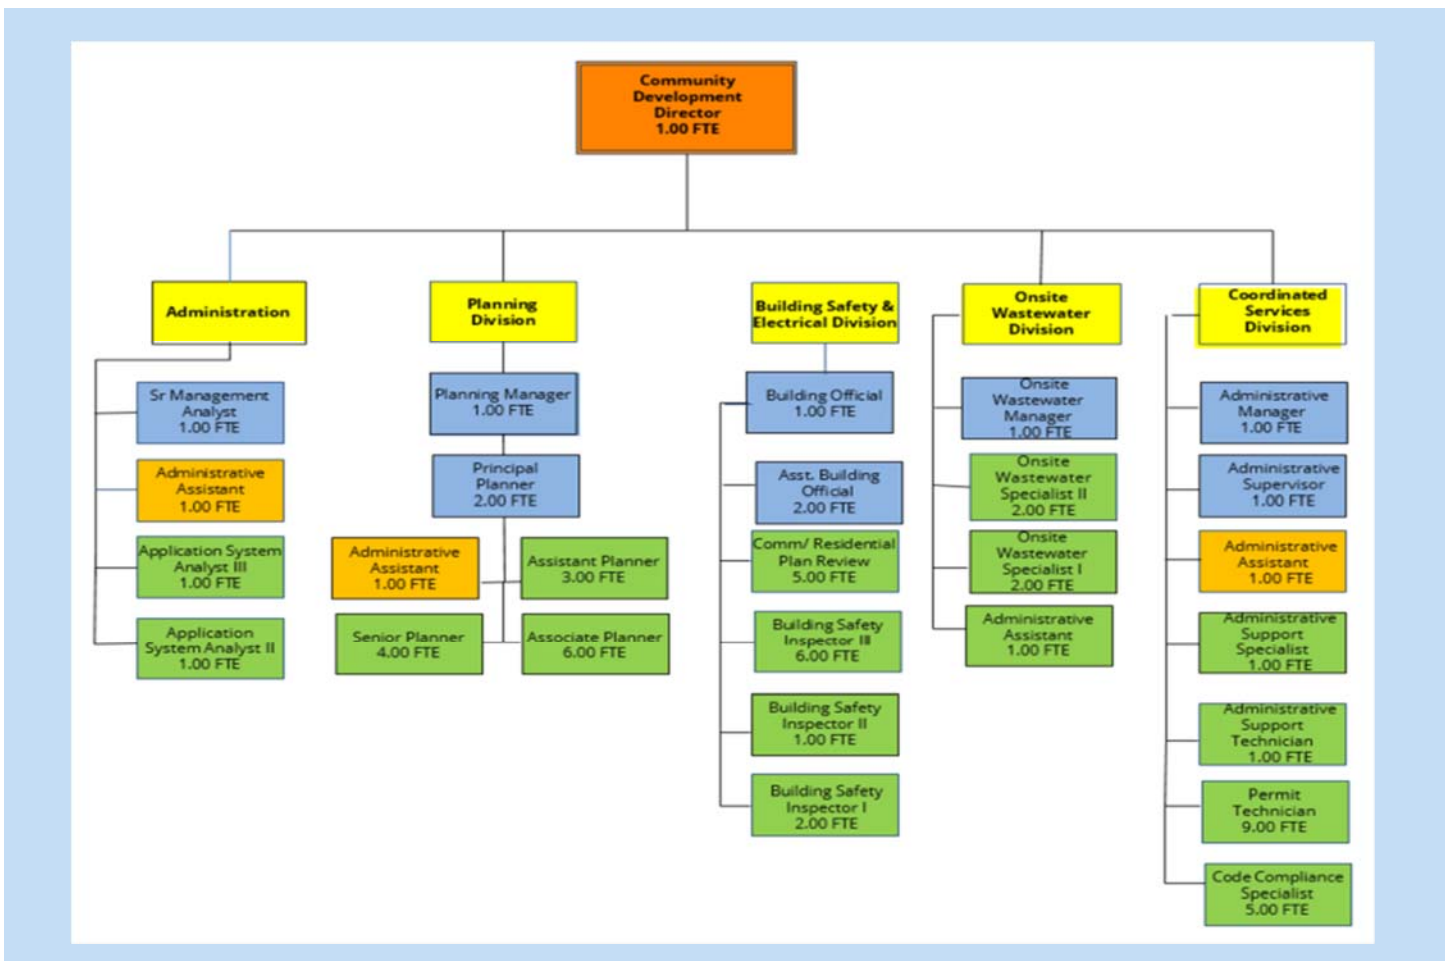 Community
Development
Director
1.00 FTE
Administration
Sr Management
Analyst
1.00 FTE
Administrative
Assistant
1.00 FTE
Application System
Analyst III
1.00 FTE
Application
System Analyst II
1.00 FTE
Planning
Division
Planning Manager
1.00 FTE
Principal
Planner
2.00 FTE
Administrative
Assistant
1.00 FTE
Assistant Planner
3.00 FTE
Senior Planner
4.00 FTE
Associate Planner
6.00 FTE
Building Safety &
Electrical Division
Building Official
1.00 FTE
Asst. Building
Official
2.00 FTE
Comm/ Residential
Plan Review
5.00 FTE
Building Safety
Inspector III
6.00 FTE
Building Safety
Inspector II
1.00 FTE
Building Safety
Inspector I
2.00 FTE
Onsite
Wastewater
Division
Onsite
Wastewater
Manager
1.00 FTE
Onsite
Wastewater
Specialist II
2.00 FTE
Onsite
Wastewater
Specialist I
2.00 FTE
Administrative
Assistant
1.00 FTE
Coordinated
Services
Division
Administrative
Manager
1.00 FTE
Administrative
Supervisor
1.00 FTE
Administrative
Assistant
1.00 FTE
Administrative
Support
Specialist
1.00 FTE
Administrative
Support
Technician
1.00 FTE
Permit
Technician
9.00 FTE
Code Compliance
Specialist
5.00 FTE